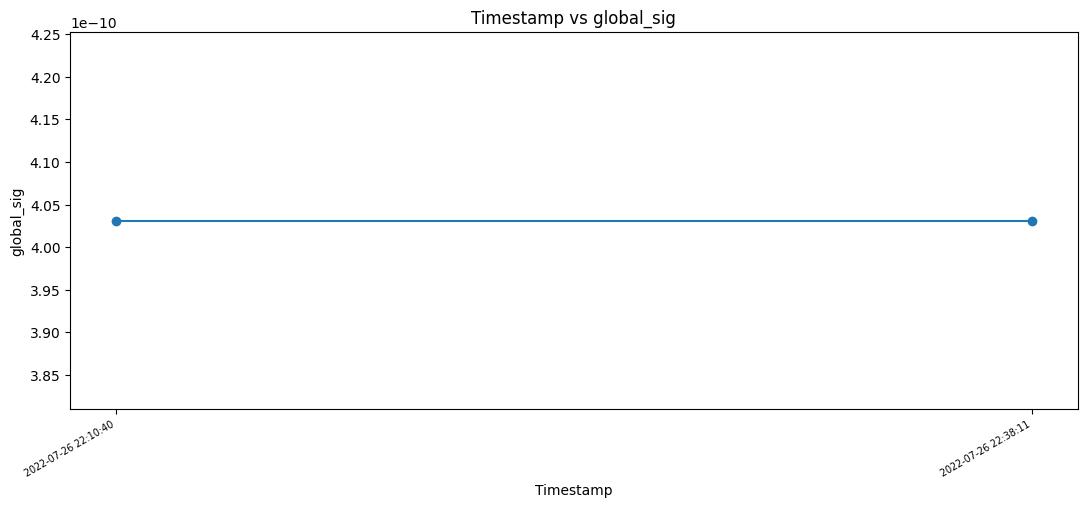 Timestamp vs global_sig
1e−10
4.25
4.20
4.15
4.10
4.05
4.00
3.95
3.90
3.85
global_sig
2022-07-26 22:10:40
2022-07-26 22:38:11
Timestamp